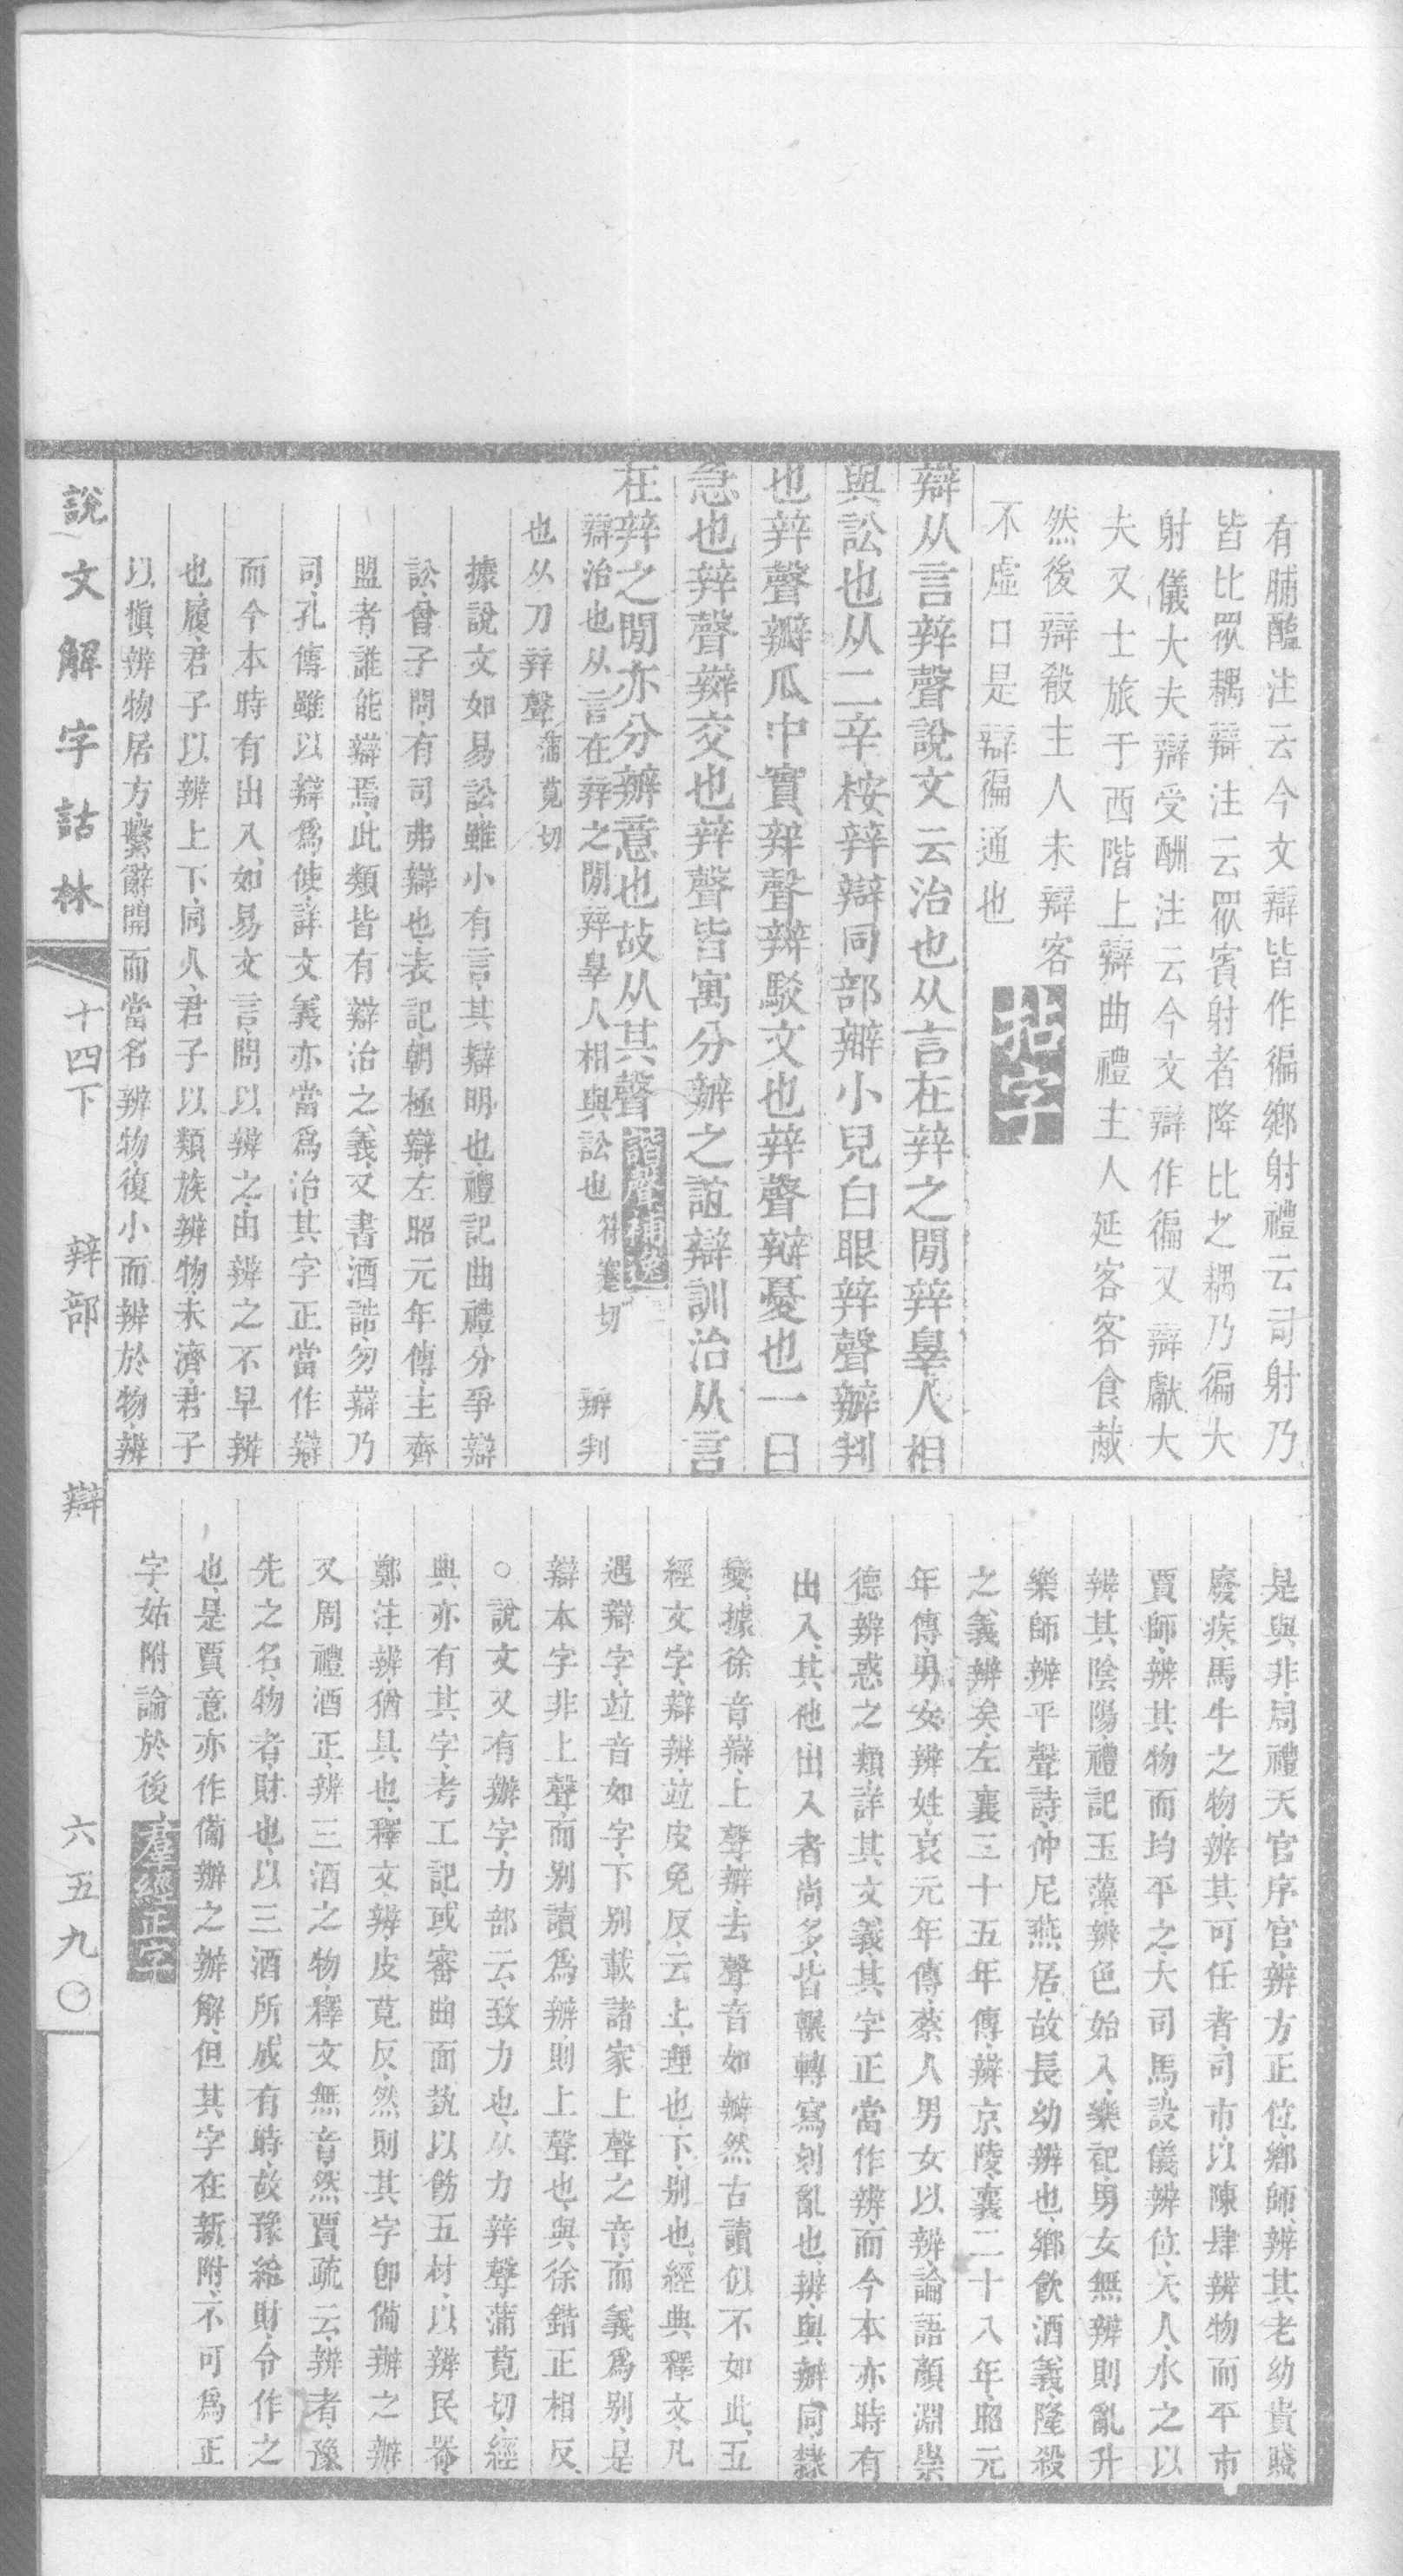 有脯醢注云今文辯皆作徧鄉射禮云司射乃
皆比眾耦辯注云眾賓射者降比之耦乃徧大
射儀大夫辯受酬注云今文辯作徧又辯獻大
夫又士旅于西階上辯曲禮主人延客客食胾
然後辯殽主人未辯客
不虛口是辯徧通也
辯从言辡聲說文云治也从言在辡之閒辡辠人相
與訟也从二辛桉辡辯同部瓣小兒白眼辡聲辦判
也辡聲瓣瓜中實辡聲辬駁文也辡聲辯憂也一曰
急也辡聲辮交也辡聲皆寓分辦之誼辯訓治从言
在辡之閒亦分辦意也故从其聲 諧聲補逸
辯治也从言在辡之閒辡辠人相與訟也 符蹇切 辦判
也从刀辡聲 蒲莧切
據說文如易訟雖小有言其辯明也禮記曲禮分爭辯
訟曾子問有司弗辯也表記朝極辯左昭元年傳主齊
盟者誰能辯焉此類皆有辯治之義又書酒誥勿辯乃
司孔傳雖以辯爲使詳文義亦當爲治其字正當作辯
而今本時有出入如易文言問以辨之由辨之不早辨
也履君子以辨上下同人君子以類族辨物未濟君子
以愼辨物居方繫辭開而當名辨物復小而辨於物辨
是與非周禮天官序官辨方正位鄉師辨其老幼貴賤
廢疾馬牛之物辨其可任者司市以陳肆辨物而平市
賈師辨其物而均平之大司馬設儀辨位夭人水之以
辨其陰陽禮記玉藻辨色始入樂記男女無辨則亂升
樂師辨平聲詩仲尼燕居故長幼辨也鄉飲酒義隆殺
之義辨矣左襄三十五年傳辨京陵襄二十八年昭元
年傳男女辨姓哀元年傳蔡人男女以辨論語顏淵崇
德辨惑之類詳其文義其字正當作辨而今本亦時有
出入其他出入者尚多皆輾轉寫刻亂也辨與辦同隸
變據徐音辯上聲辦去聲音如瓣然古讀似不如此五
經文字辯辨竝皮免反云上理也下別也經典釋文凡
遇辯字竝音如字下別載諸家上聲之音而義爲別是
辯本字非上聲而別讀爲辨則上聲也與徐鍇正相反
○說文又有辦字力部云致力也从力辡聲蒲莧切經
典亦有其字考工記或審曲面埶以飭五材以辨民器
鄭注辨猶具也釋文辨皮莧反然則其字卽備辦之辦
又周禮酒正辨三酒之物釋文無音然賈疏云辨者豫
先之名物者財也以三酒所成有時故豫給財令作之
也是賈意亦作備辦之辦解但其字在新附不可爲正
字姑附論於後 羣經正字
說文解字詁林
十四下
辡部
辯
六五九○